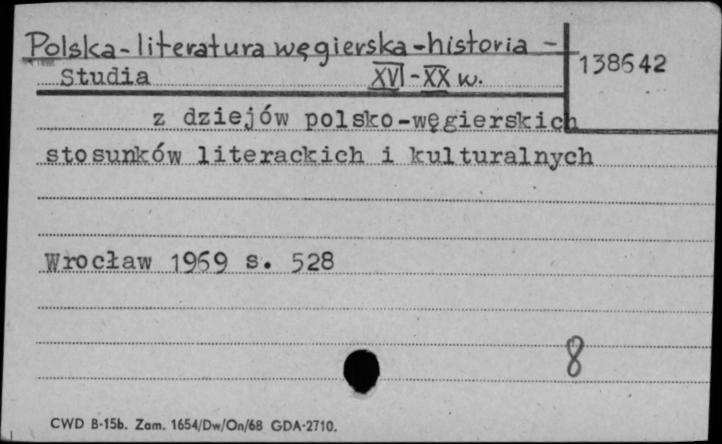 Polska-literatura węgierska-historia -
Studia XVI-XX w.
138642
z dziejów polsko-węgierskich
stosunków literackich i kulturalnych
Wrocław 1969 s. 528
8
CWD B-15b. Zam. 1654/Dw/On/68 GDA-2710.